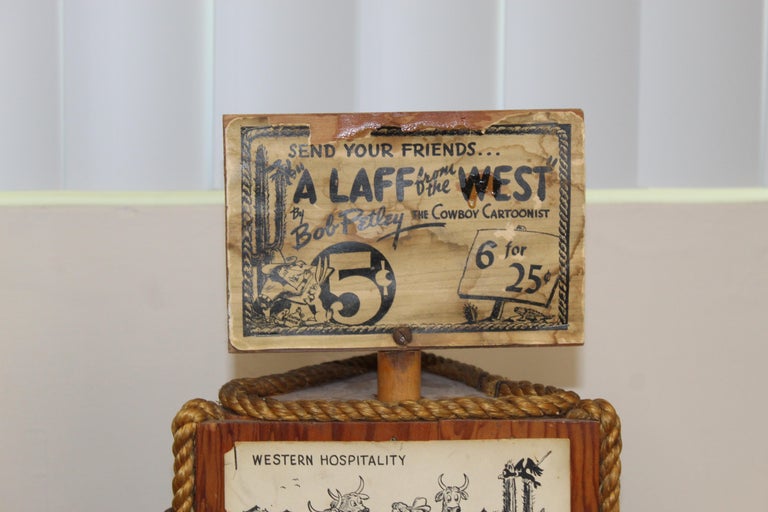 SEND YOUR FRIENDS...
"A LAFF from the WEST"
By Bob Petley THE COWBOY CARTOONIST
5¢
6 for
25¢
WESTERN HOSPITALITY